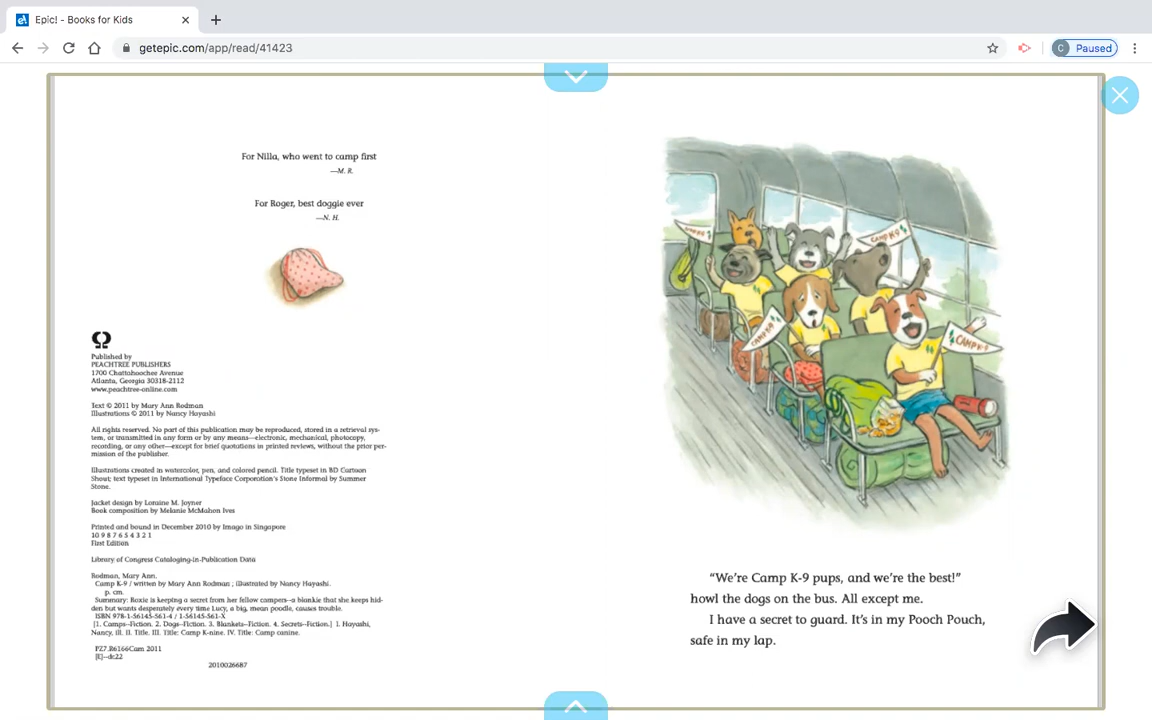 Epic! - Books for Kids
getepic.com/app/read/41423
C Paused
For Nilla, who went to camp first
—M. R.
For Roger, best doggie ever
—N. H.
Published by
PEACHTREE PUBLISHERS
1700 Chattahoochee Avenue
Atlanta, Georgia 30318-2112
www.peachtree-online.com
Text © 2011 by Mary Ann Rodman
Illustrations © 2011 by Nancy Hayashi
All rights reserved. No part of this publication may be reproduced, stored in a retrieval sys-
tem, or transmitted in any form or by any means—electronic, mechanical, photocopy,
recording, or any other—except for brief quotations in printed reviews, without the prior per-
mission of the publisher.
Illustrations created in watercolor, pen, and colored pencil. Title typeset in BD Cartoon
Shout; text typeset in International Typeface Corporation's Stone Informal by Summer
Stone.
Jacket design by Loraine M. Joyner
Book composition by Melanie McMahon Ives
Printed and bound in December 2010 by Imago in Singapore
10 9 8 7 6 5 4 3 2 1
First Edition
Library of Congress Cataloging-in-Publication Data
Rodman, Mary Ann.
Camp K-9 / written by Mary Ann Rodman ; illustrated by Nancy Hayashi.
p. cm.
Summary: Roxie is keeping a secret from her fellow campers--a blankie that she keeps hid-
den but wants desperately every time Lucy, a big, mean poodle, causes trouble.
ISBN 978-1-56145-561-4 / 1-56145-561-X
[1. Camps--Fiction. 2. Dogs--Fiction. 3. Blankets--Fiction. 4. Secrets--Fiction.] I. Hayashi,
Nancy, ill. II. Title. III. Title: Camp K-nine. IV. Title: Camp canine.
PZ7.R6166Cam 2011
[E]--dc22
2010026687
CAMP K-9
CAMP K-9
CAMP K-9
"We're Camp K-9 pups, and we're the best!"
howl the dogs on the bus. All except me.
I have a secret to guard. It's in my Pooch Pouch,
safe in my lap.